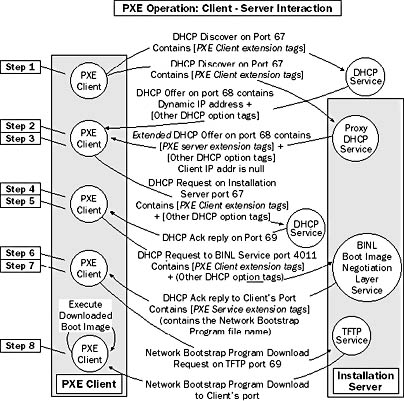 PXE Operation: Client - Server Interaction
DHCP Discover on Port 67
Contains [PXE Client extension tags]
Step 1
PXE
Client
DHCP Discover on Port 67
Contains [PXE Client extension tags]
DHCP
Service
DHCP Offer on port 68 contains
Dynamic IP address +
[Other DHCP option tags]
Step 2
Step 3
PXE
Client
Extended DHCP Offer on port 68 contains
[PXE server extension tags] +
[Other DHCP option tags]
Client IP addr is null
Proxy
DHCP
Service
DHCP Request on Installation
Server port 67
Contains [PXE Client extension tags]
+ [Other DHCP option tags]
Step 4
Step 5
PXE
Client
DHCP
Service
DHCP Ack reply on Port 69
DHCP Request to BINL Service port 4011
Contains [PXE Client extension tags]
+ (Other DHCP option tags)
Step 6
Step 7
PXE
Client
BINL
Boot Image
Negotiation
Layer
Service
DHCP Ack reply to Client's Port
Contains [PXE Service extension tags]
(contains the Network Bootstrap
Program file name)
Execute
Downloaded
Boot Image
TFTP
Service
Step 8
PXE
Client
Network Bootstrap Program Download
Request on TFTP port 69
PXE Client
Network Bootstrap Program Download
to Client's port
Installation
Server